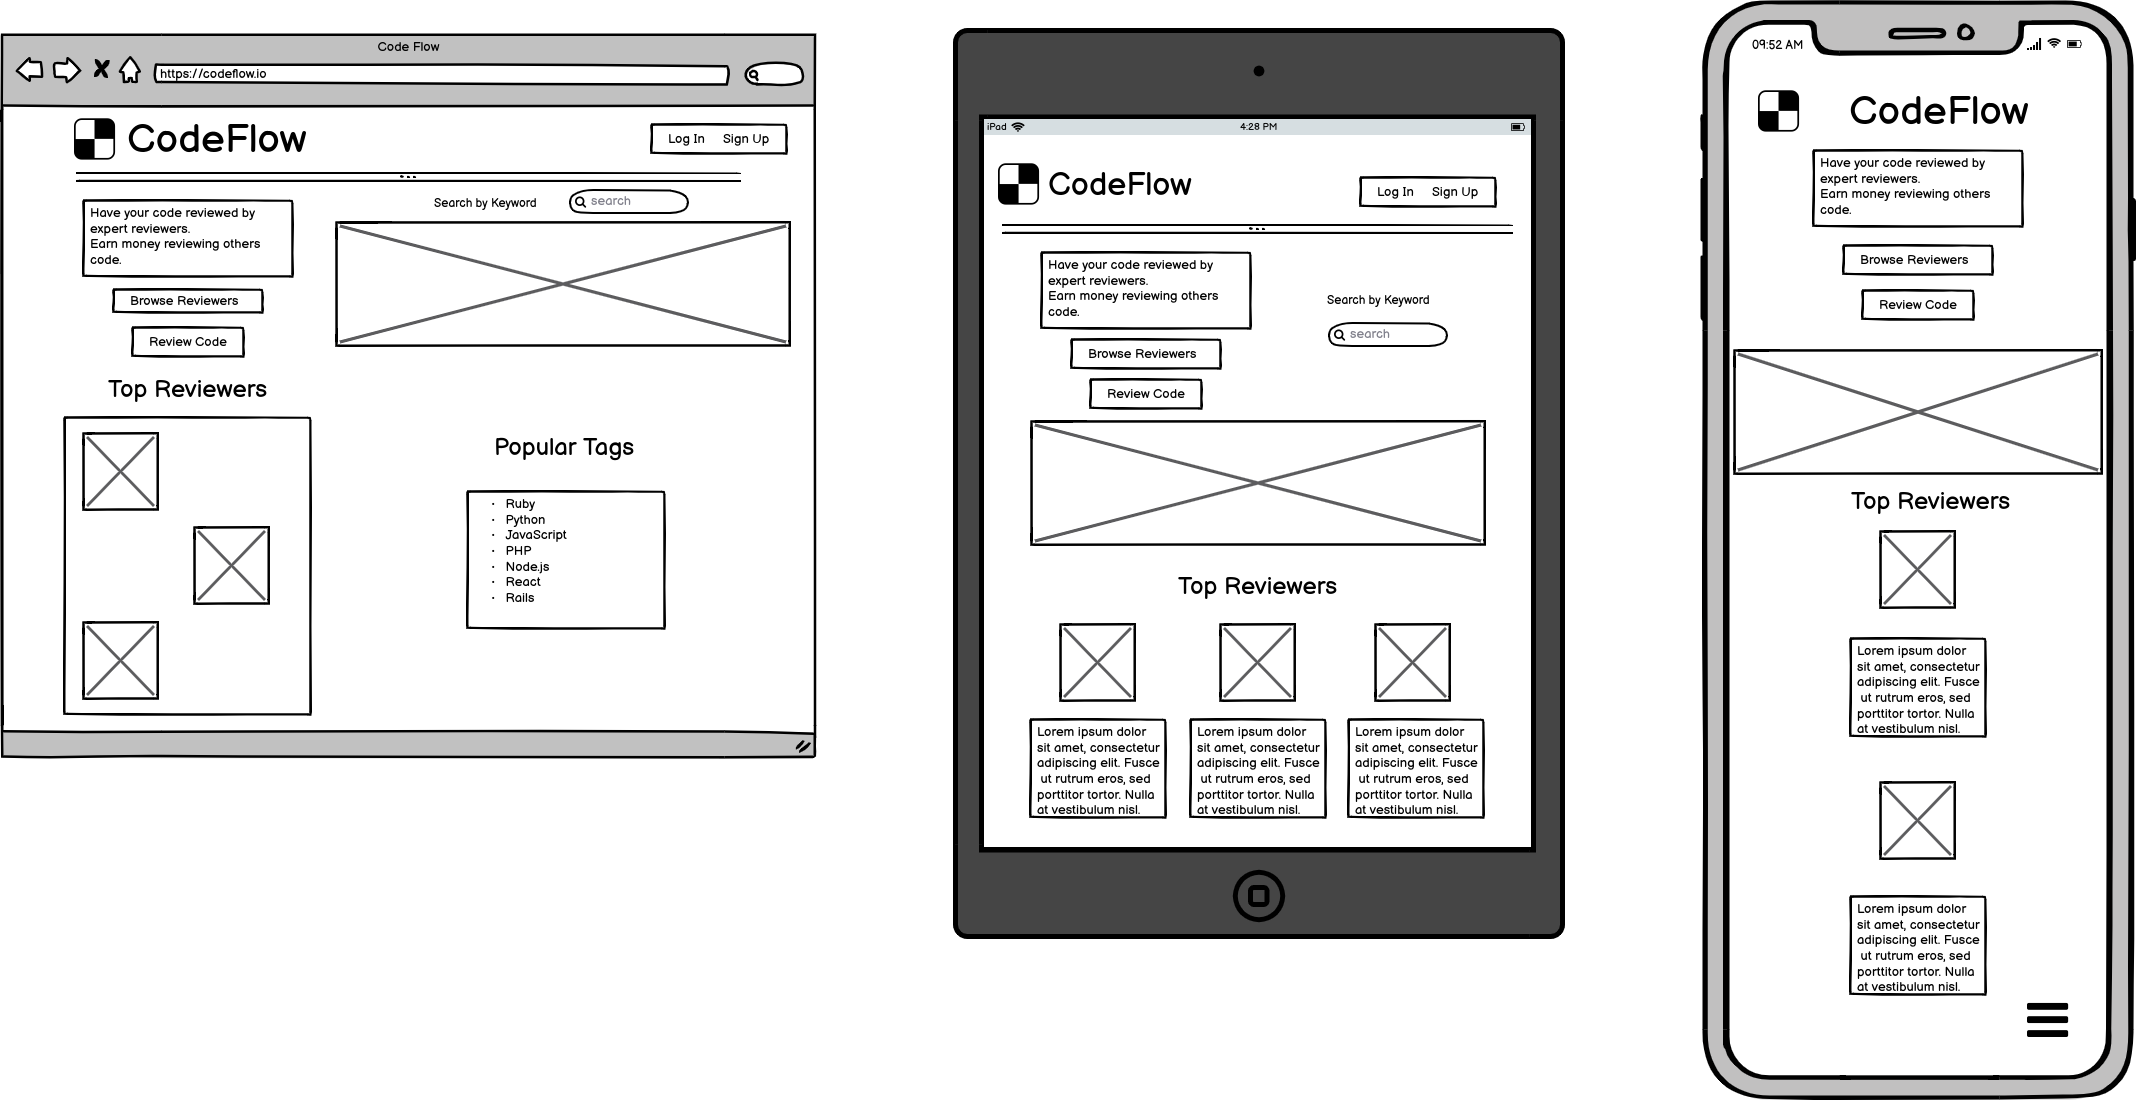 Code Flow
https://codeflow.io
CodeFlow
Log In Sign Up
Have your code reviewed by
expert reviewers.
Earn money reviewing others
code.
Browse Reviewers
Review Code
Search by Keyword
search
Top Reviewers
Popular Tags
• Ruby
• Python
• JavaScript
• PHP
• Node.js
• React
• Rails
iPad
4:28 PM
CodeFlow
Log In Sign Up
Have your code reviewed by
expert reviewers.
Earn money reviewing others
code.
Browse Reviewers
Review Code
Search by Keyword
search
Top Reviewers
Lorem ipsum dolor
sit amet, consectetur
adipiscing elit. Fusce
ut rutrum eros, sed
porttitor tortor. Nulla
at vestibulum nisl.
Lorem ipsum dolor
sit amet, consectetur
adipiscing elit. Fusce
ut rutrum eros, sed
porttitor tortor. Nulla
at vestibulum nisl.
Lorem ipsum dolor
sit amet, consectetur
adipiscing elit. Fusce
ut rutrum eros, sed
porttitor tortor. Nulla
at vestibulum nisl.
09:52 AM
CodeFlow
Have your code reviewed by
expert reviewers.
Earn money reviewing others
code.
Browse Reviewers
Review Code
Top Reviewers
Lorem ipsum dolor
sit amet, consectetur
adipiscing elit. Fusce
ut rutrum eros, sed
porttitor tortor. Nulla
at vestibulum nisl.
Lorem ipsum dolor
sit amet, consectetur
adipiscing elit. Fusce
ut rutrum eros, sed
porttitor tortor. Nulla
at vestibulum nisl.